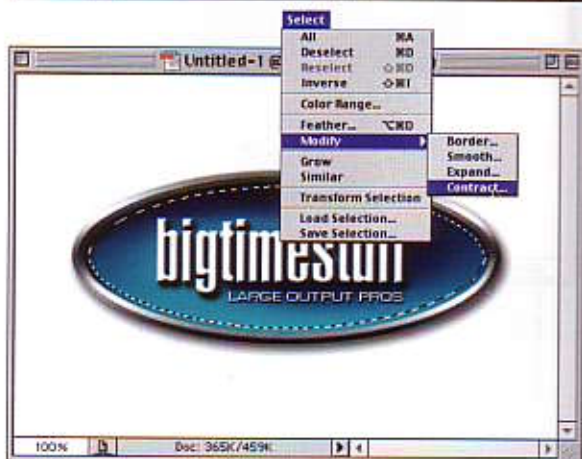 Select
All ⌘A
Deselect ⌘D
Reselect ⇧⌘D
Inverse ⇧⌘I
Color Range...
Feather... ⌥⌘D
Modify
Grow
Similar
Transform Selection
Load Selection...
Save Selection...
Border...
Smooth...
Expand...
Contract...
Untitled-1
bigtimestuff
LARGE OUTPUT PROS
100%
Doc: 365K/459K